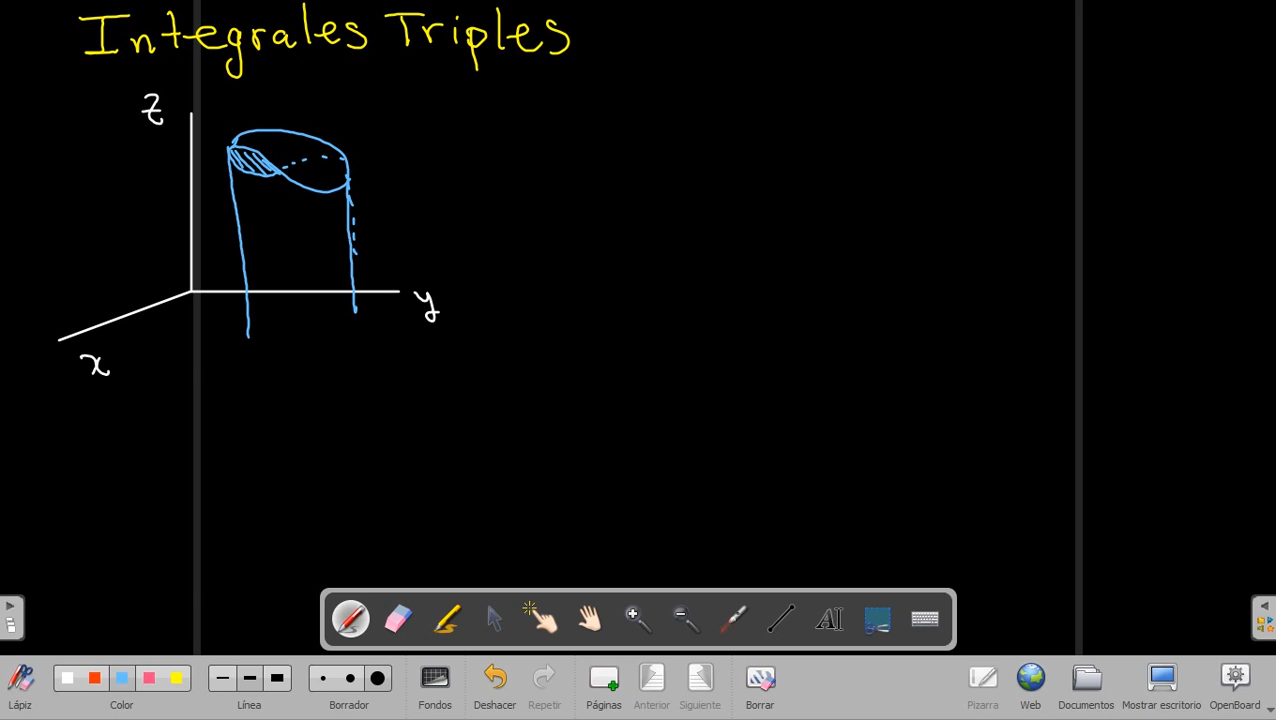 Integrales Triples
z
y
x
Lápiz
Color
Línea
Borrador
Fondos
Deshacer
Repetir
Páginas
Anterior
Siguiente
Borrar
Pizarra
Web
Documentos
Mostrar escritorio
OpenBoard